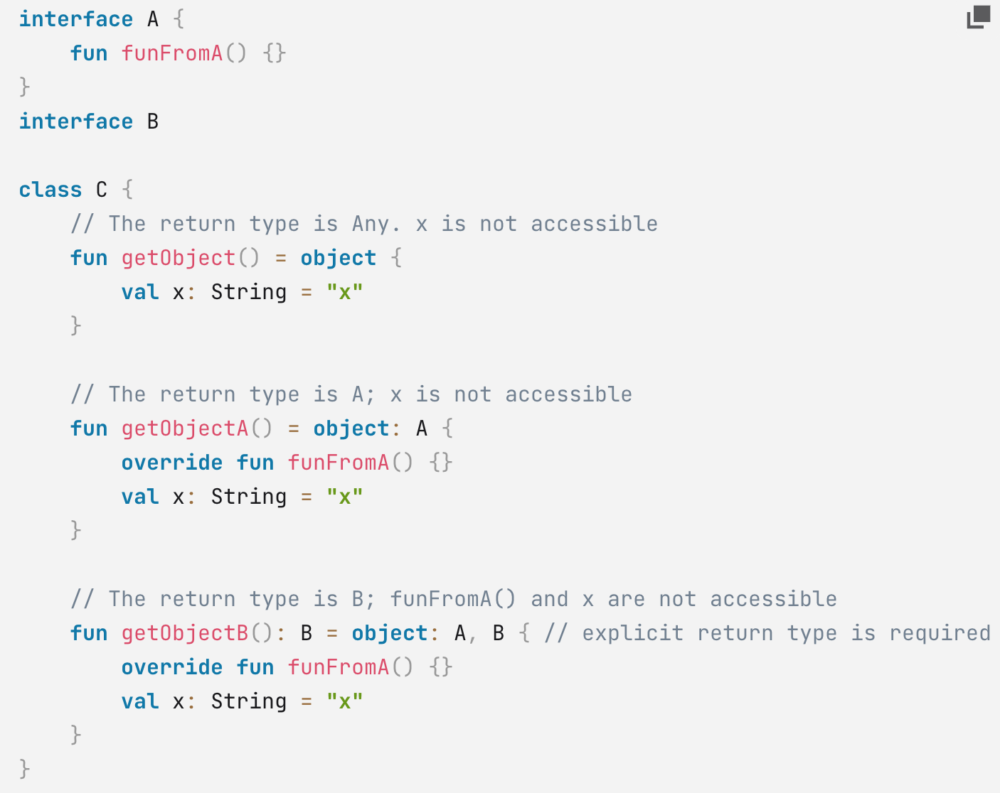 interface A {
    fun funFromA() {}
}
interface B

class C {
    // The return type is Any. x is not accessible
    fun getObject() = object {
        val x: String = "x"
    }

    // The return type is A; x is not accessible
    fun getObjectA() = object: A {
        override fun funFromA() {}
        val x: String = "x"
    }

    // The return type is B; funFromA() and x are not accessible
    fun getObjectB(): B = object: A, B { // explicit return type is required
        override fun funFromA() {}
        val x: String = "x"
    }
}